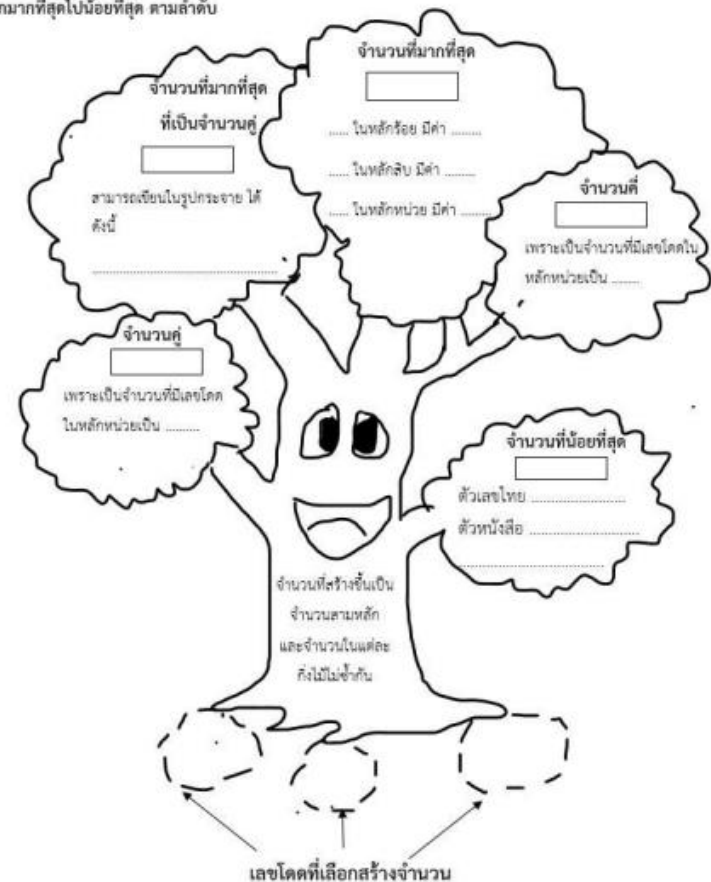 กมากที่สุดไปน้อยที่สุด ตามลำดับ
จำนวนที่มากที่สุด
..... ในหลักร้อย มีค่า ........
..... ในหลักสิบ มีค่า ........
..... ในหลักหน่วย มีค่า ........
จำนวนที่มากที่สุด
ที่เป็นจำนวนคู่
สามารถเขียนในรูปกระจาย ได้
ดังนี้
................................................
จำนวนคี่
เพราะเป็นจำนวนที่มีเลขโดดใน
หลักหน่วยเป็น ........
จำนวนคู่
เพราะเป็นจำนวนที่มีเลขโดด
ในหลักหน่วยเป็น .........
จำนวนที่น้อยที่สุด
ตัวเลขไทย ........................
ตัวหนังสือ ............................
.....................................
จำนวนที่สร้างขึ้นเป็น
จำนวนสามหลัก
และจำนวนในแต่ละ
กิ่งไม้ไม่ซ้ำกัน
เลขโดดที่เลือกสร้างจำนวน